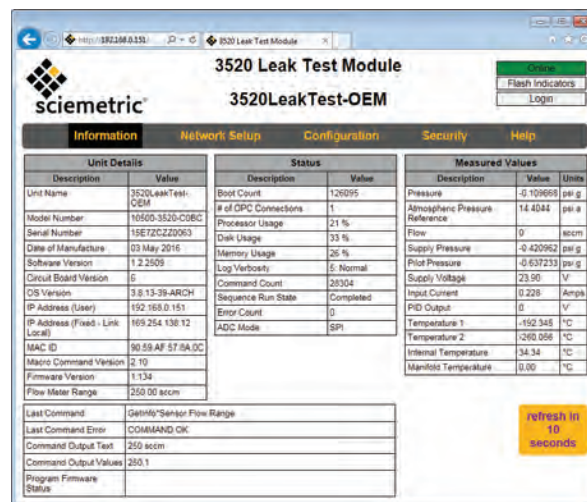 http://192.168.0.151/
3520 Leak Test Module
sciemetric
3520 Leak Test Module
3520LeakTest-OEM
Online
Flash Indicators
Login
Information Network Setup Configuration Security Help
Unit Details
Description Value
Unit Name 3520LeakTest-OEM
Model Number 10500-3520-C0BC
Serial Number 15E7ZCZZ0063
Date of Manufacture 03 May 2016
Software Version 1.2.2509
Circuit Board Version 6
OS Version 3.8.13-39-ARCH
IP Address (User) 192.168.0.151
IP Address (Fixed - Link Local) 169.254.138.12
MAC ID 90:59:AF:57:8A:0C
Macro Command Version 2.10
Firmware Version 1.134
Flow Meter Range 250.00 sccm
Status
Description Value
Boot Count 126095
# of OPC Connections 1
Processor Usage 21 %
Disk Usage 33 %
Memory Usage 26 %
Log Verbosity 5: Normal
Command Count 28304
Sequence Run State Completed
Error Count 0
ADC Mode SPI
Measured Values
Description Value Units
Pressure -0.109668 psi g
Atmospheric Pressure Reference 14.4044 psi a
Flow 0 sccm
Supply Pressure -0.420962 psi g
Pilot Pressure -0.637233 psi g
Supply Voltage 23.90 V
Input Current 0.228 Amps
PID Output 0 V
Temperature 1 -192.345 °C
Temperature 2 -260.056 °C
Internal Temperature 34.34 °C
Manifold Temperature 0.00 °C
Last Command GetInfo*Sensor Flow Range
Last Command Error COMMAND OK
Command Output Text 250 sccm
Command Output Values 250,1
Program Firmware Status
refresh in
10
seconds